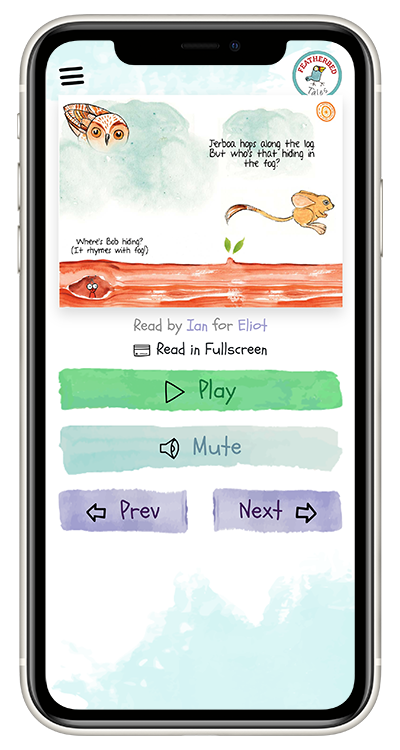 FEATHERBED
Tales
Jerboa hops along the log
But who's that hiding in
the fog?
Where's Bob hiding?
(It rhymes with fog!)
Read by Ian for Eliot
Read in Fullscreen
Play
Mute
Prev
Next